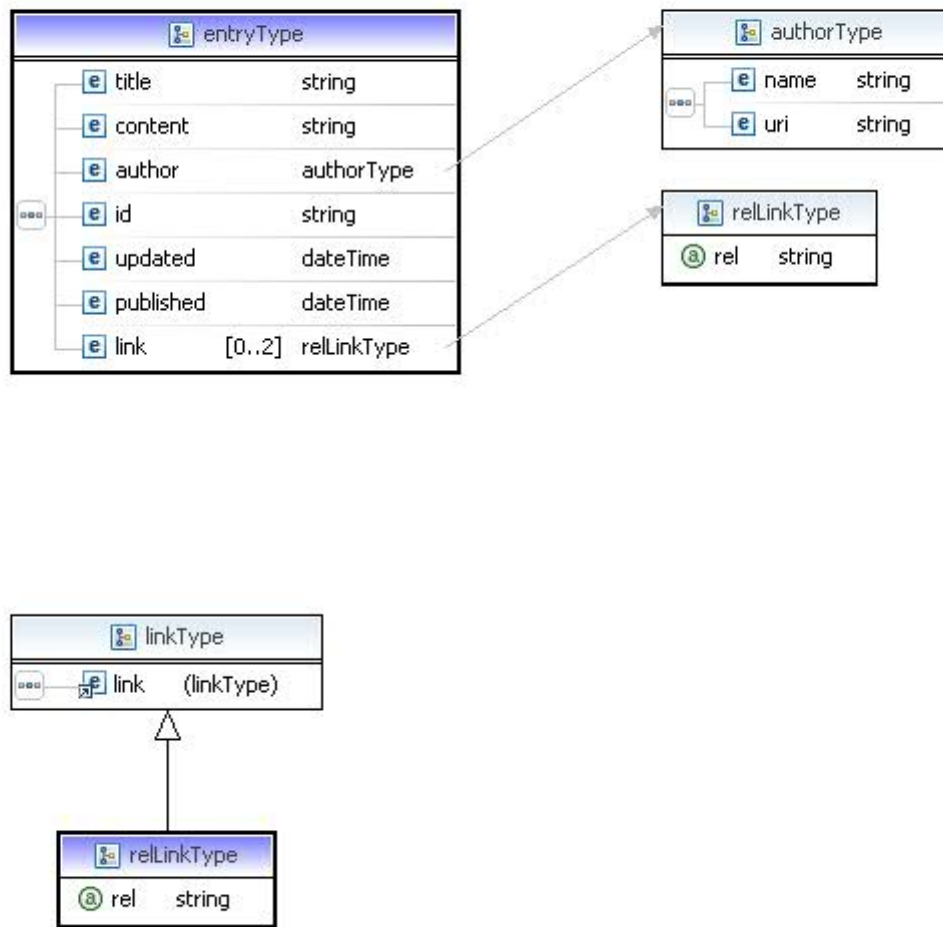 entryType
e title string
e content string
e author authorType
e id string
e updated dateTime
e published dateTime
e link [0..2] relLinkType
authorType
e name string
e uri string
relLinkType
a rel string
linkType
e link (linkType)
relLinkType
a rel string